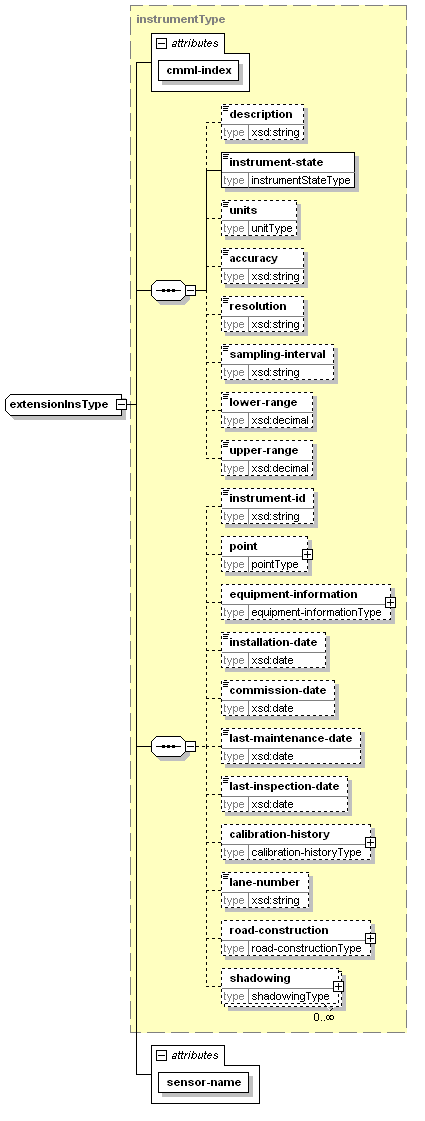 instrumentType
attributes
cmml-index
description
type xsd:string
instrument-state
type instrumentStateType
units
type unitType
accuracy
type xsd:string
resolution
type xsd:string
sampling-interval
type xsd:string
lower-range
type xsd:decimal
extensionInsType
upper-range
type xsd:decimal
instrument-id
type xsd:string
point
type pointType
equipment-information
type equipment-informationType
installation-date
type xsd:date
commission-date
type xsd:date
last-maintenance-date
type xsd:date
last-inspection-date
type xsd:date
calibration-history
type calibration-historyType
lane-number
type xsd:string
road-construction
type road-constructionType
shadowing
type shadowingType
0..∞
attributes
sensor-name